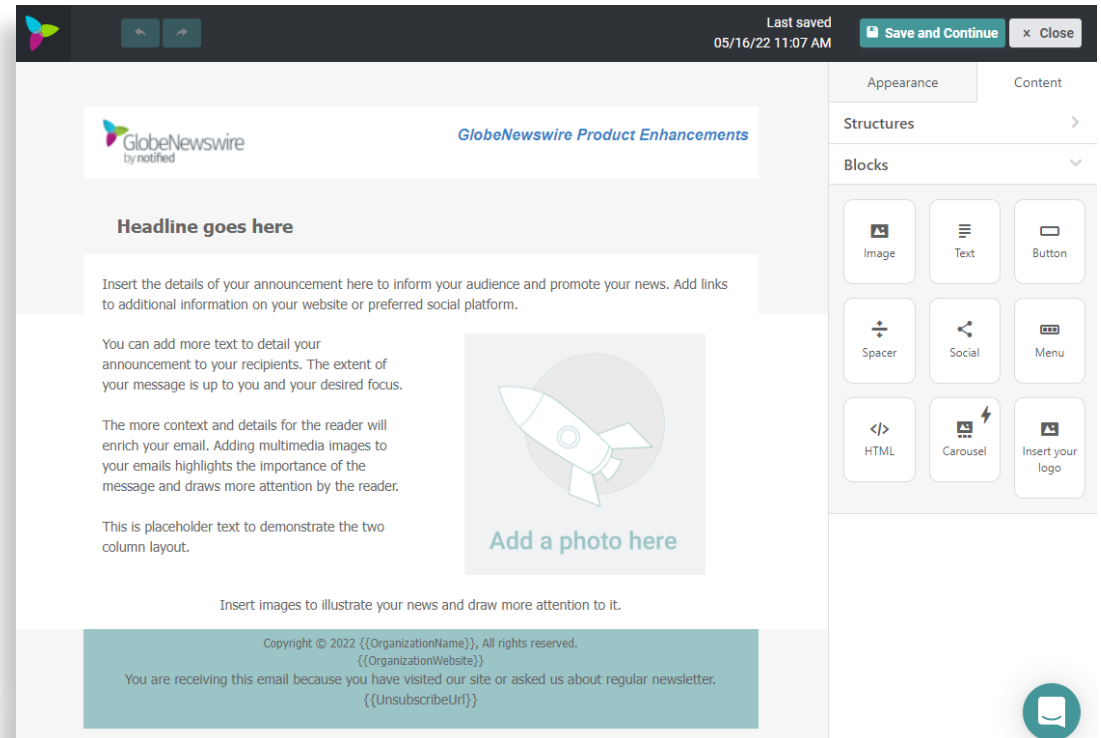 Last saved
05/16/22 11:07 AM
Save and Continue
× Close
Appearance
Content
Structures
Blocks
GlobeNewswire
by notified
GlobeNewswire Product Enhancements
Headline goes here
Insert the details of your announcement here to inform your audience and promote your news. Add links
to additional information on your website or preferred social platform.
You can add more text to detail your
announcement to your recipients. The extent of
your message is up to you and your desired focus.
The more context and details for the reader will
enrich your email. Adding multimedia images to
your emails highlights the importance of the
message and draws more attention by the reader.
This is placeholder text to demonstrate the two
column layout.
Add a photo here
Insert images to illustrate your news and draw more attention to it.
Copyright © 2022 {{OrganizationName}}, All rights reserved.
{{OrganizationWebsite}}
You are receiving this email because you have visited our site or asked us about regular newsletter.
{{UnsubscribeUrl}}
Image
Text
Button
Spacer
Social
Menu
</>
HTML
Carousel
Insert your
logo